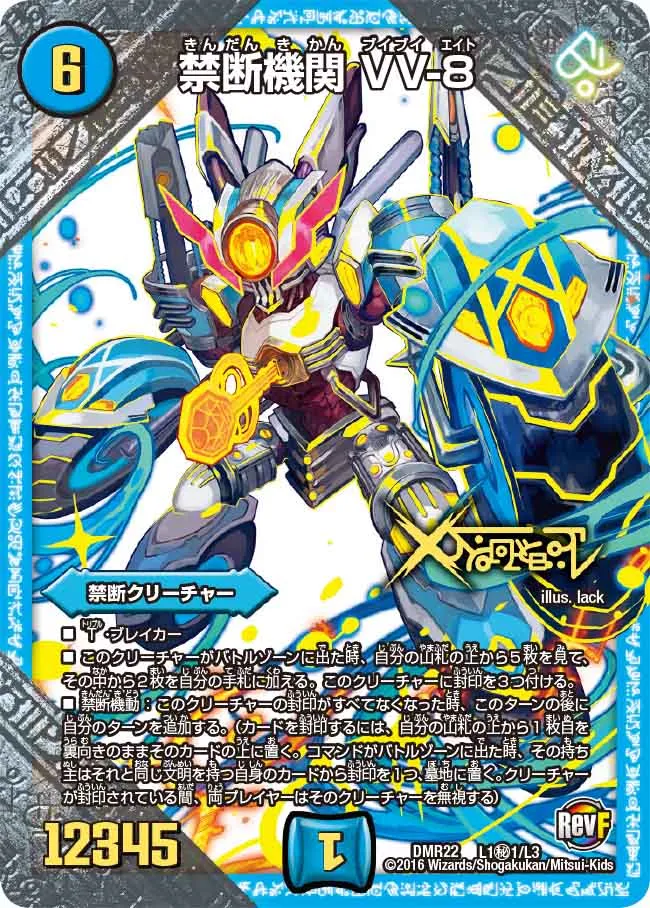 6
きんだんきかん ブイブイ エイト
禁断機関 VV-8
illus. lack
禁断クリーチャー
■ T・ブレイカー
■ このクリーチャーがバトルゾーンに出た時、自分の山札の上から5枚を見て、
その中から2枚を自分の手札に加える。このクリーチャーに封印を3つ付ける。
■ 禁断機動：このクリーチャーの封印がすべてなくなった時、このターンの後に
自分のターンを追加する。（カードを封印するには、自分の山札の上から1枚目を
裏向きのままそのカードの上に置く。コマンドがバトルゾーンに出た時、その持ち
主はそれと同じ文明を持つ自身のカードから封印を1つ、墓地に置く。クリーチャー
が封印されている間、両プレイヤーはそのクリーチャーを無視する）
12345
1
RevF
DMR22 L1㊙1/L3
©2016 Wizards/Shogakukan/Mitsui-Kids